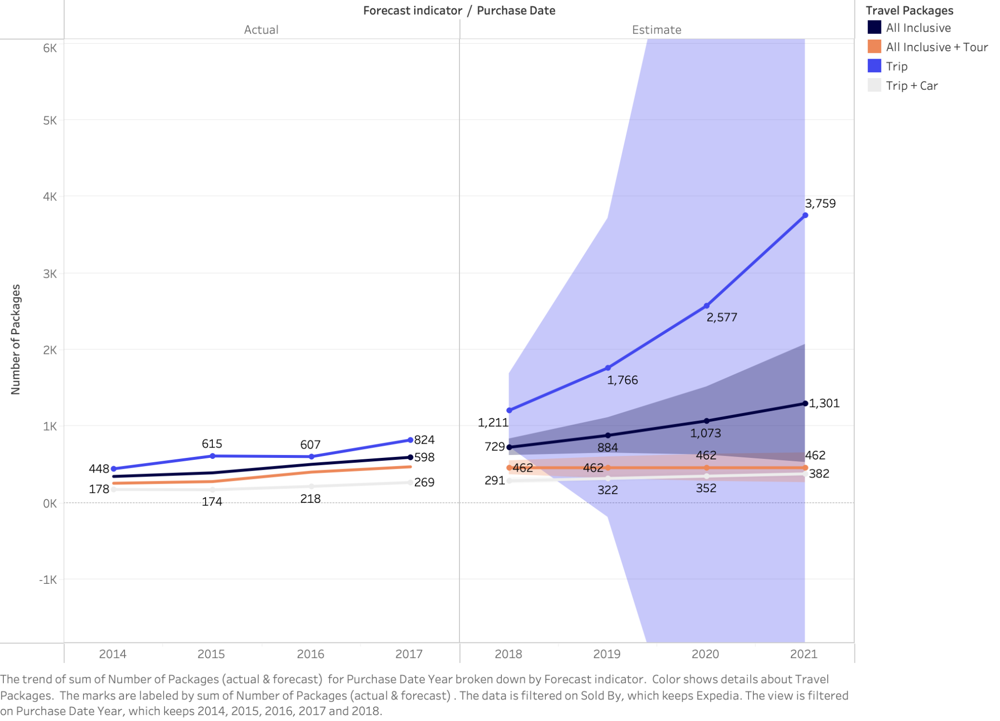 Forecast indicator / Purchase Date
Actual
Estimate
Travel Packages
All Inclusive
All Inclusive + Tour
Trip
Trip + Car
Number of Packages
6K
5K
4K
3K
2K
1K
0K
-1K
448
615
607
824
598
178
174
218
269
1,211
1,766
2,577
3,759
729
884
1,073
1,301
462
462
462
462
291
322
352
382
2014
2015
2016
2017
2018
2019
2020
2021
The trend of sum of Number of Packages (actual & forecast)  for Purchase Date Year broken down by Forecast indicator.  Color shows details about Travel
Packages.  The marks are labeled by sum of Number of Packages (actual & forecast) . The data is filtered on Sold By, which keeps Expedia. The view is filtered
on Purchase Date Year, which keeps 2014, 2015, 2016, 2017 and 2018.